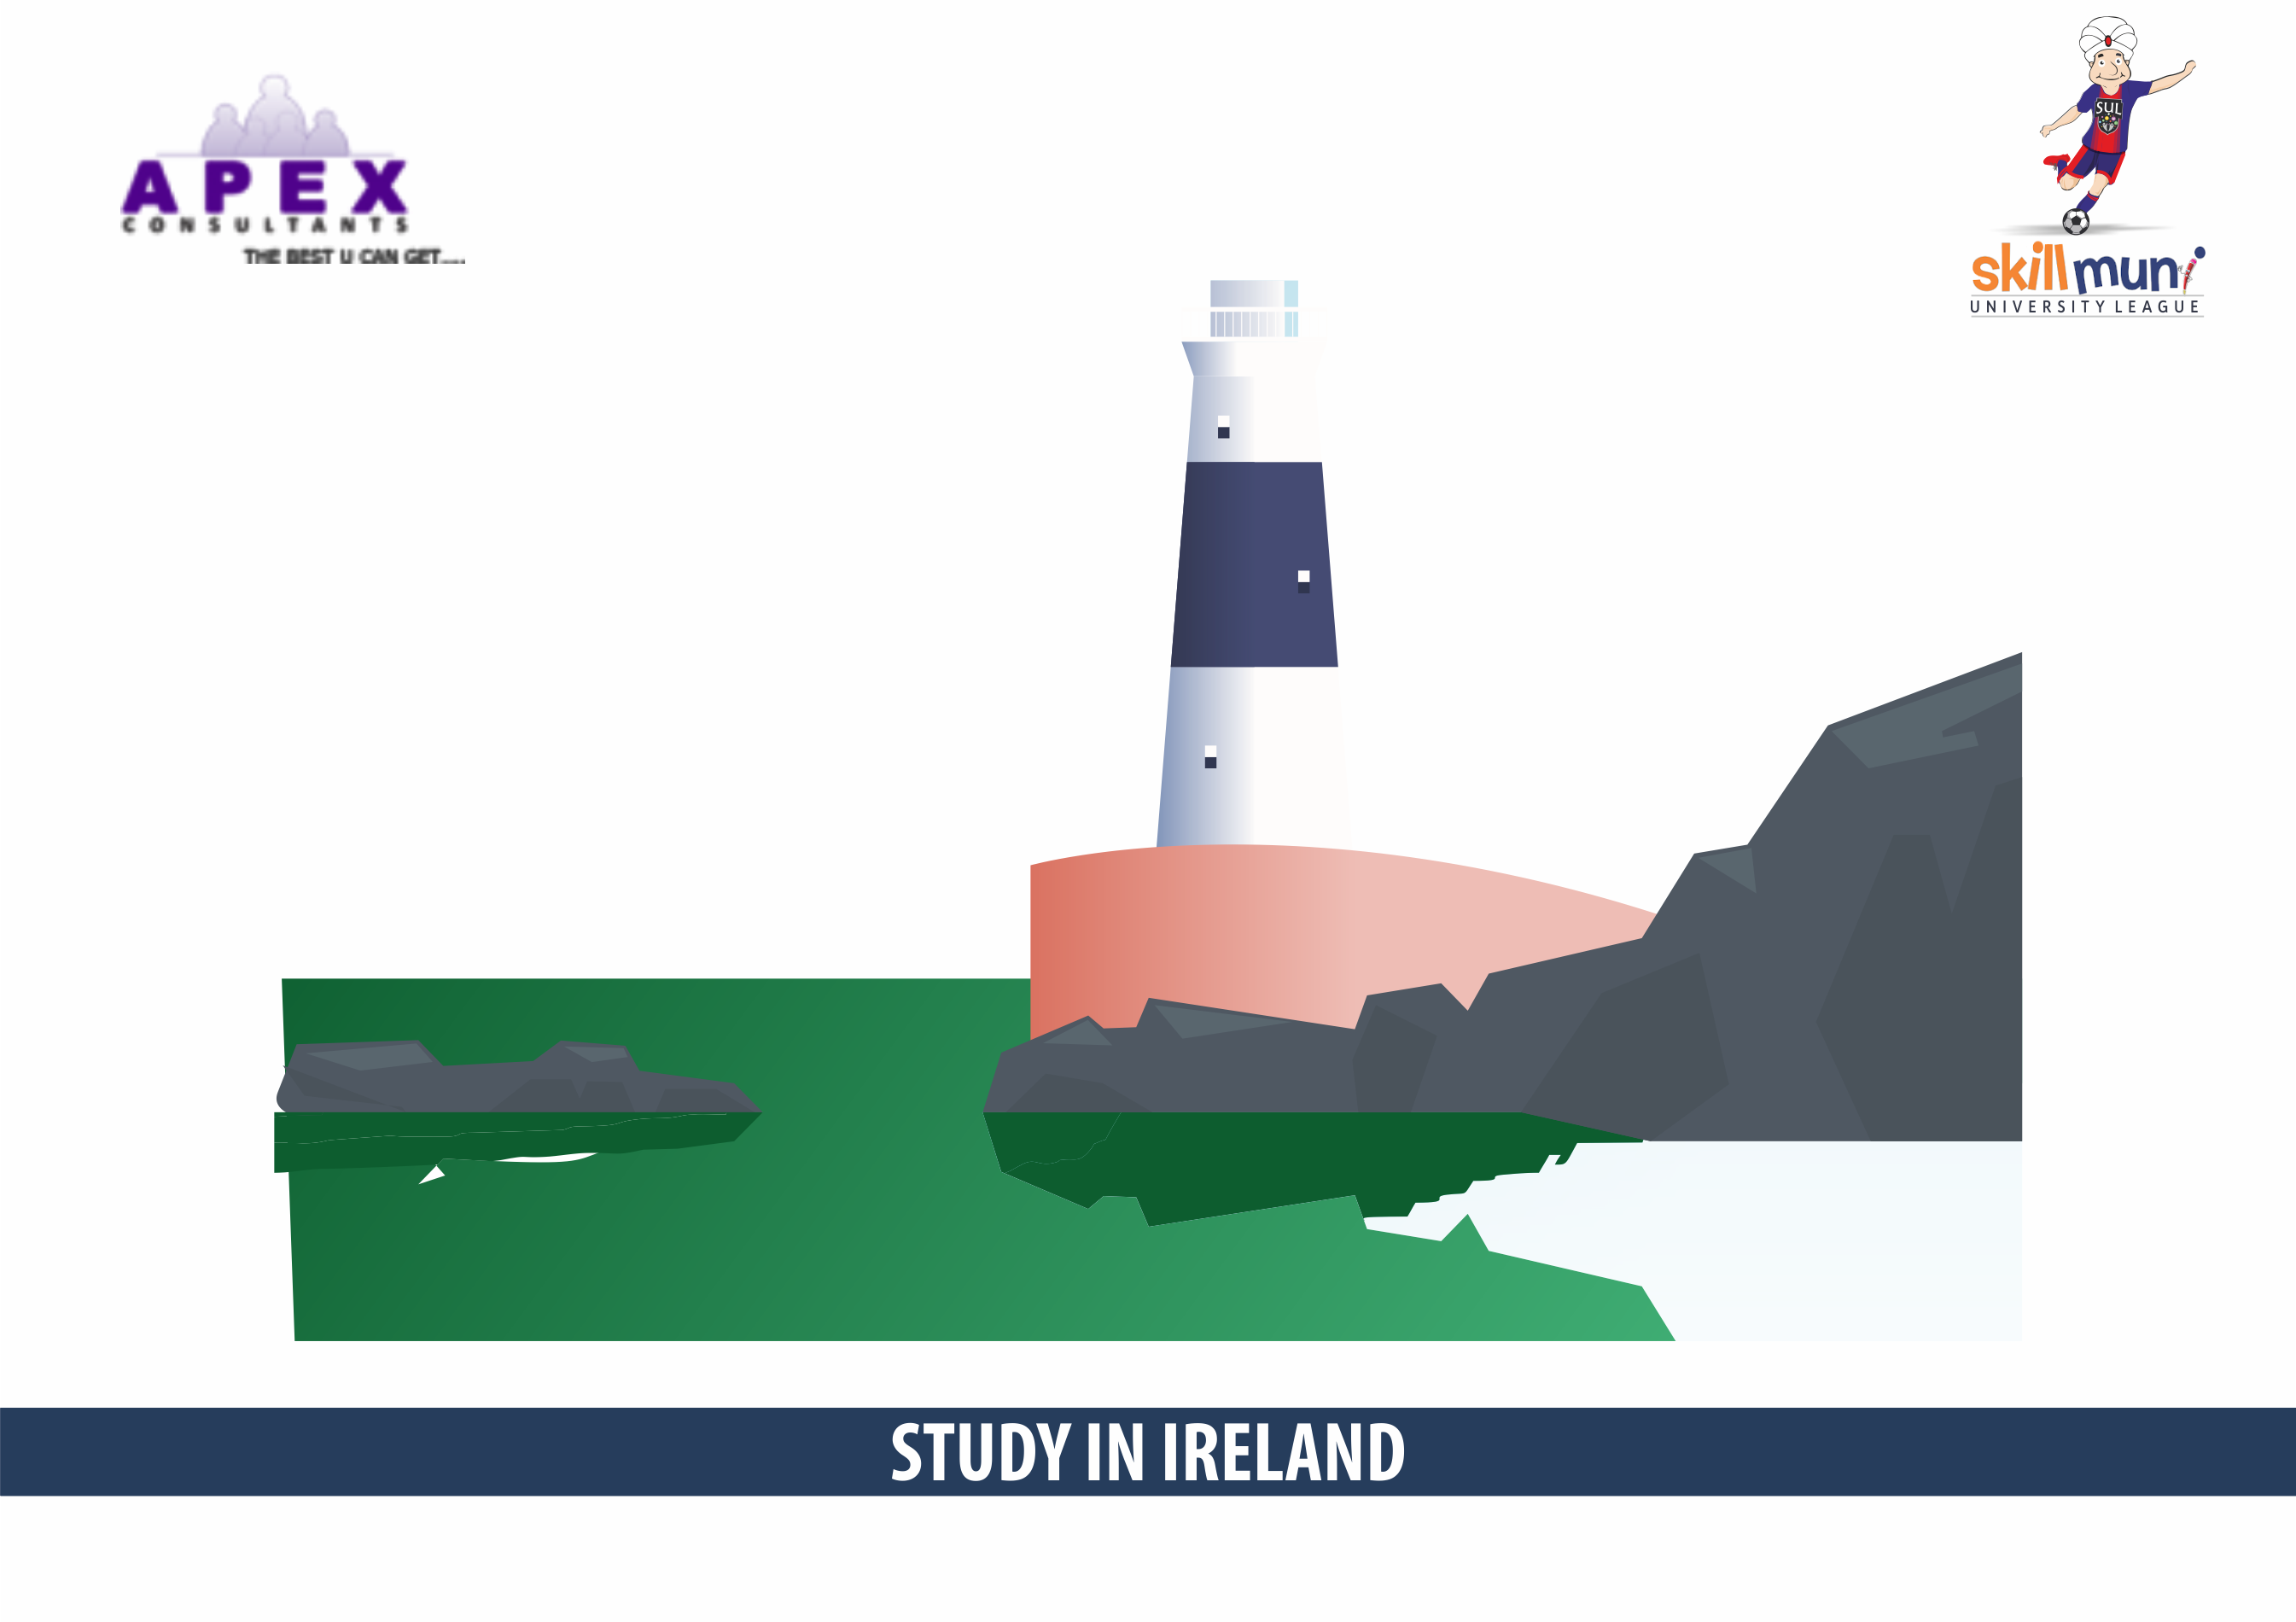 APEX
CONSULTANTS
THE BEST U CAN GET.....
SUL
skillmuni
UNIVERSITY LEAGUE
STUDY IN IRELAND